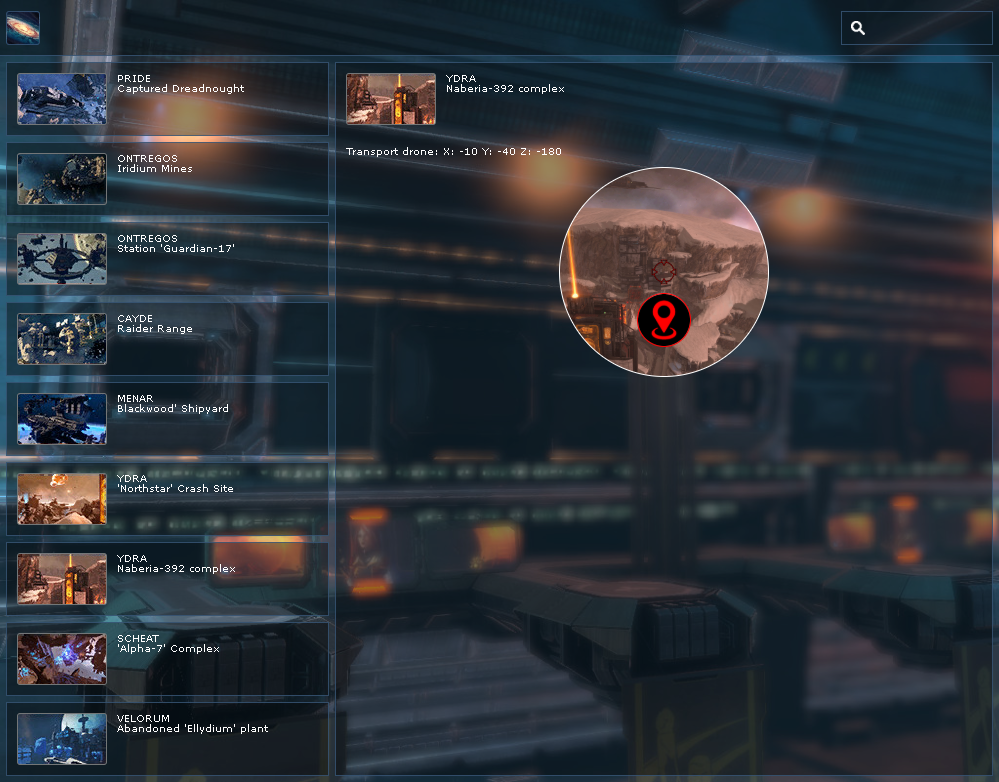 PRIDE
Captured Dreadnought
ONTREGOS
Iridium Mines
ONTREGOS
Station 'Guardian-17'
CAYDE
Raider Range
MENAR
Blackwood' Shipyard
YDRA
'Northstar' Crash Site
YDRA
Naberia-392 complex
SCHEAT
'Alpha-7' Complex
VELORUM
Abandoned 'Ellydium' plant
YDRA
Naberia-392 complex
Transport drone: X: -10 Y: -40 Z: -180